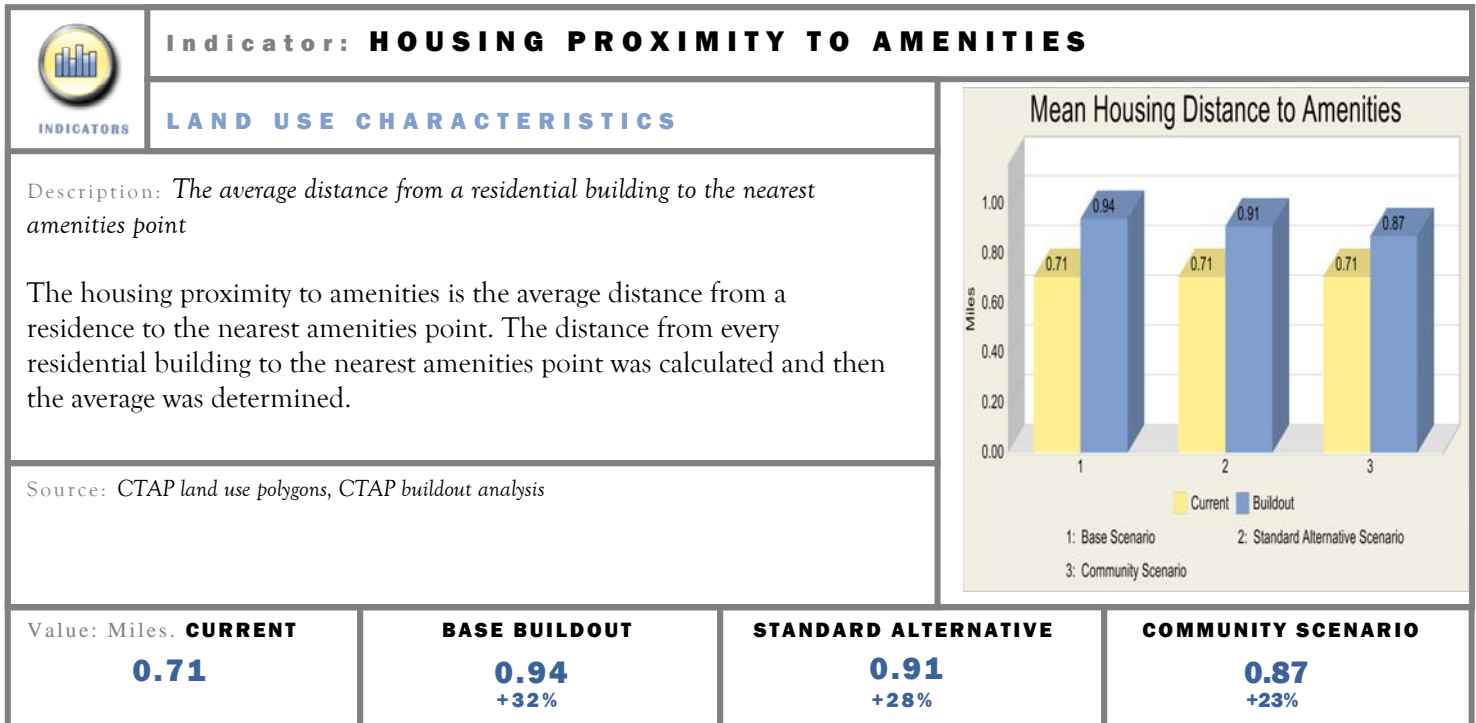 INDICATORS
Indicator: HOUSING PROXIMITY TO AMENITIES
LAND USE CHARACTERISTICS
Description: The average distance from a residential building to the nearest
amenities point
The housing proximity to amenities is the average distance from a
residence to the nearest amenities point. The distance from every
residential building to the nearest amenities point was calculated and then
the average was determined.
Source: CTAP land use polygons, CTAP buildout analysis
Mean Housing Distance to Amenities
Miles
1.00
0.80
0.60
0.40
0.20
0.00
0.71
0.94
0.71
0.91
0.71
0.87
1
2
3
Current Buildout
1: Base Scenario 2: Standard Alternative Scenario
3: Community Scenario
Value: Miles. CURRENT
0.71
BASE BUILDOUT
0.94
+32%
STANDARD ALTERNATIVE
0.91
+28%
COMMUNITY SCENARIO
0.87
+23%